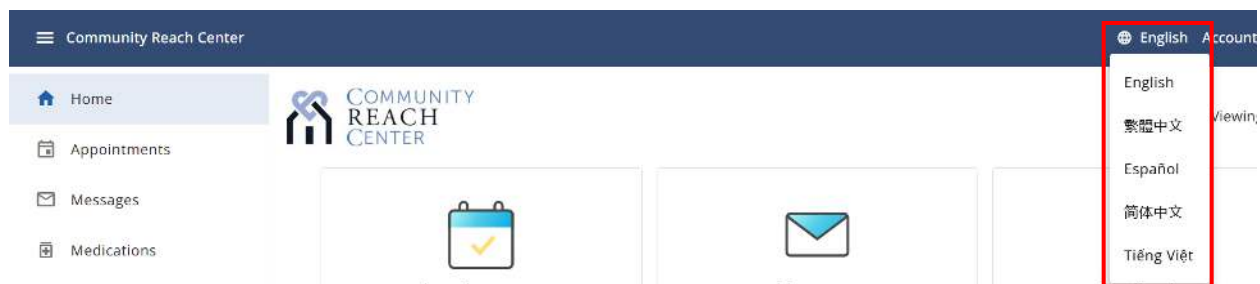 Community Reach Center
English Account
Home
Appointments
Messages
Medications
COMMUNITY
REACH
CENTER
Viewing
English
繁體中文
Español
简体中文
Tiếng Việt